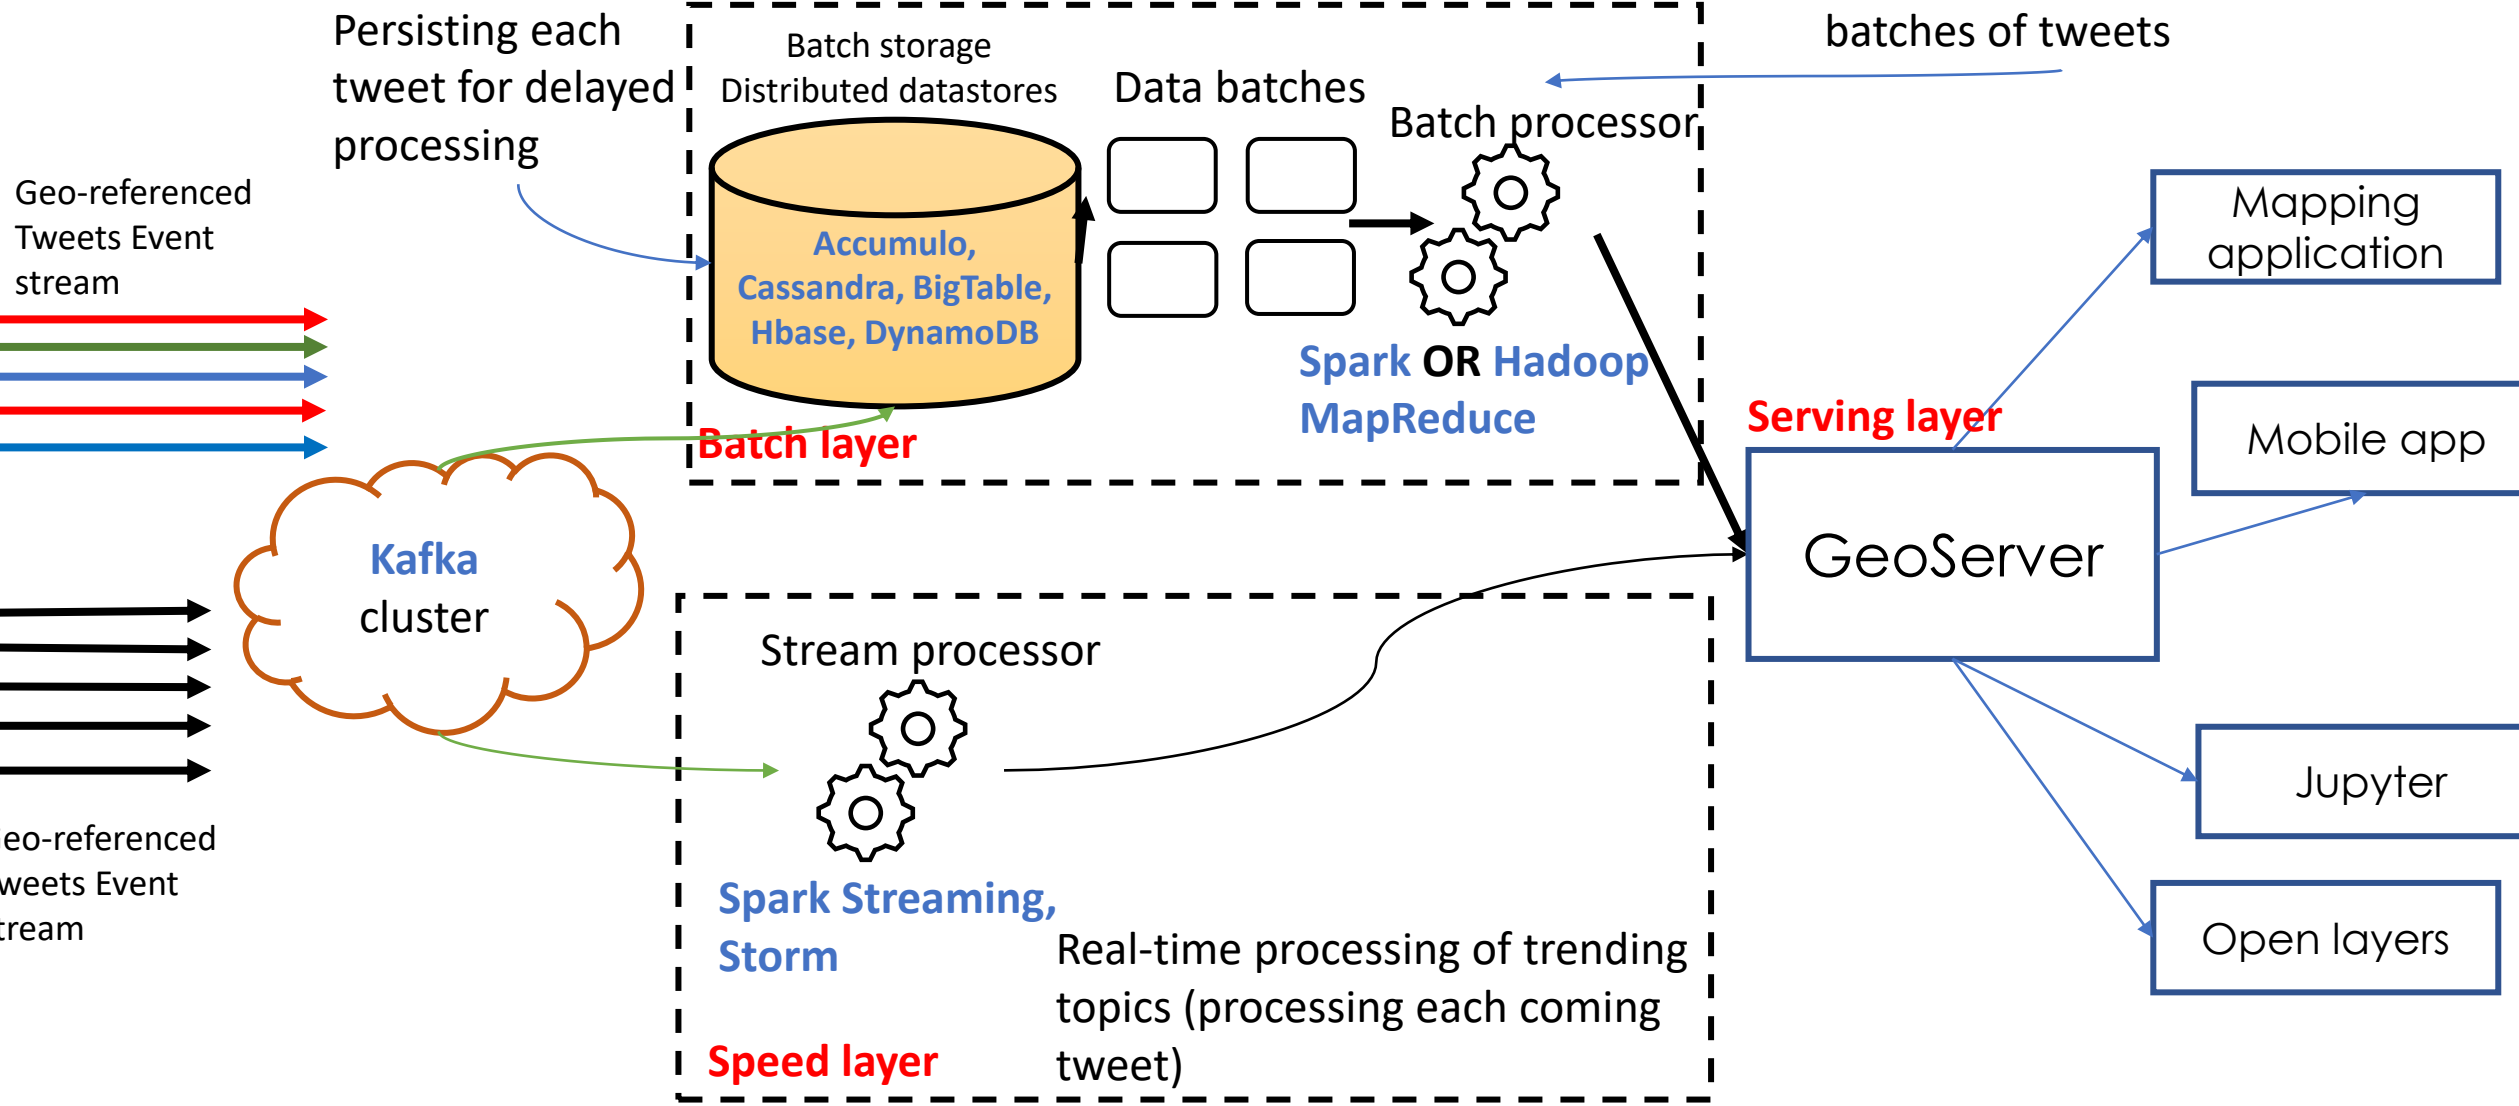 Persisting each
tweet for delayed
processing
Batch storage
Distributed datastores
Data batches
batches of tweets
Batch processor
Geo-referenced
Tweets Event
stream
Accumulo,
Cassandra, BigTable,
Hbase, DynamoDB
Spark OR Hadoop
MapReduce
Batch layer
Serving layer
Mapping
application
Mobile app
GeoServer
Kafka
cluster
Stream processor
Jupyter
Open layers
eo-referenced
weets Event
tream
Spark Streaming,
Storm
Real-time processing of trending
topics (processing each coming
tweet)
Speed layer